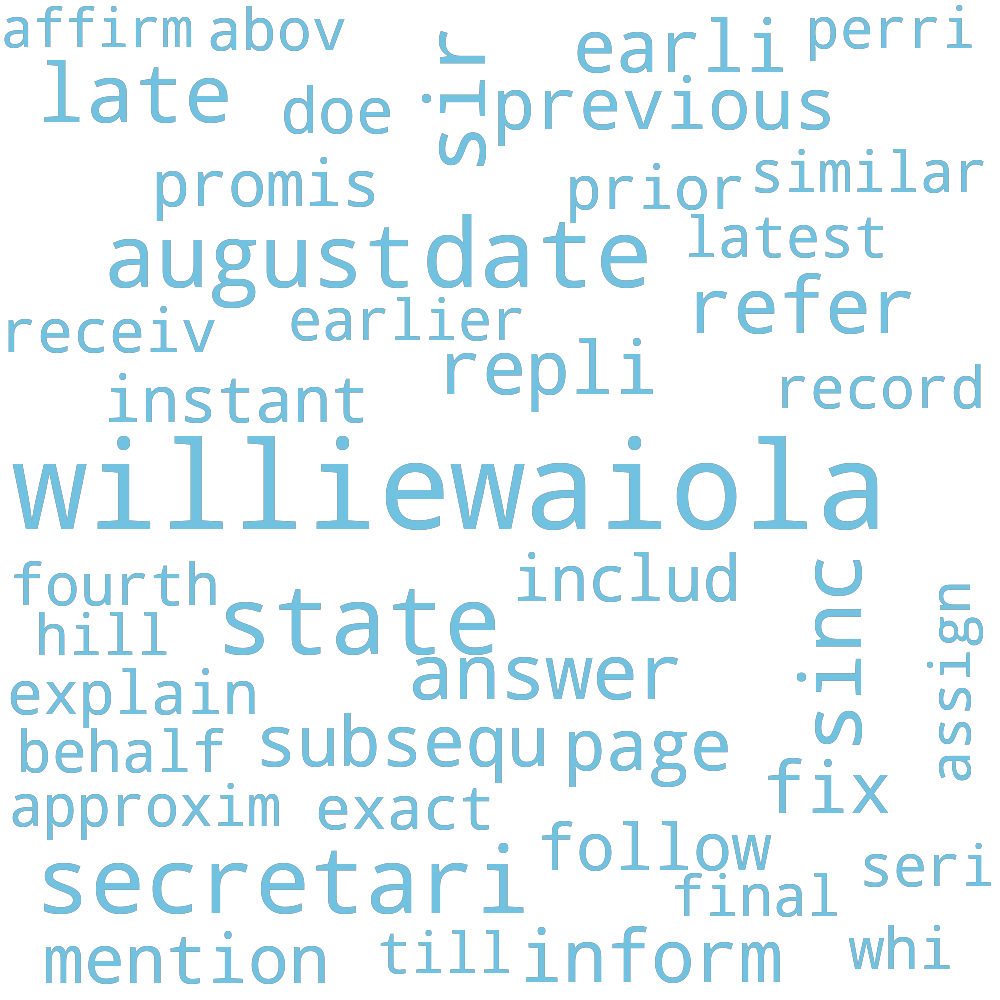 affirm abov sir earli perri
late doe previous
promis prior similar
august date latest
receiv earlier refer
instant repli record
williewaiola
fourth includ sinc assign
hill state
explain answer
behalf subsequ page fix
approxim exact
secretari follow seri
final
mention till inform whi